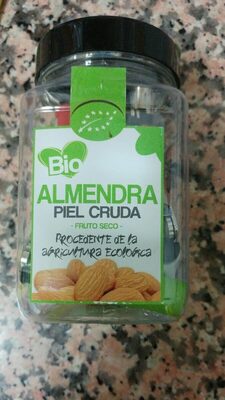 Bio
ALMENDRA
PIEL CRUDA
- FRUTO SECO -
PROCEDENTE DE LA
AGRICULTURA ECOLÓGICA